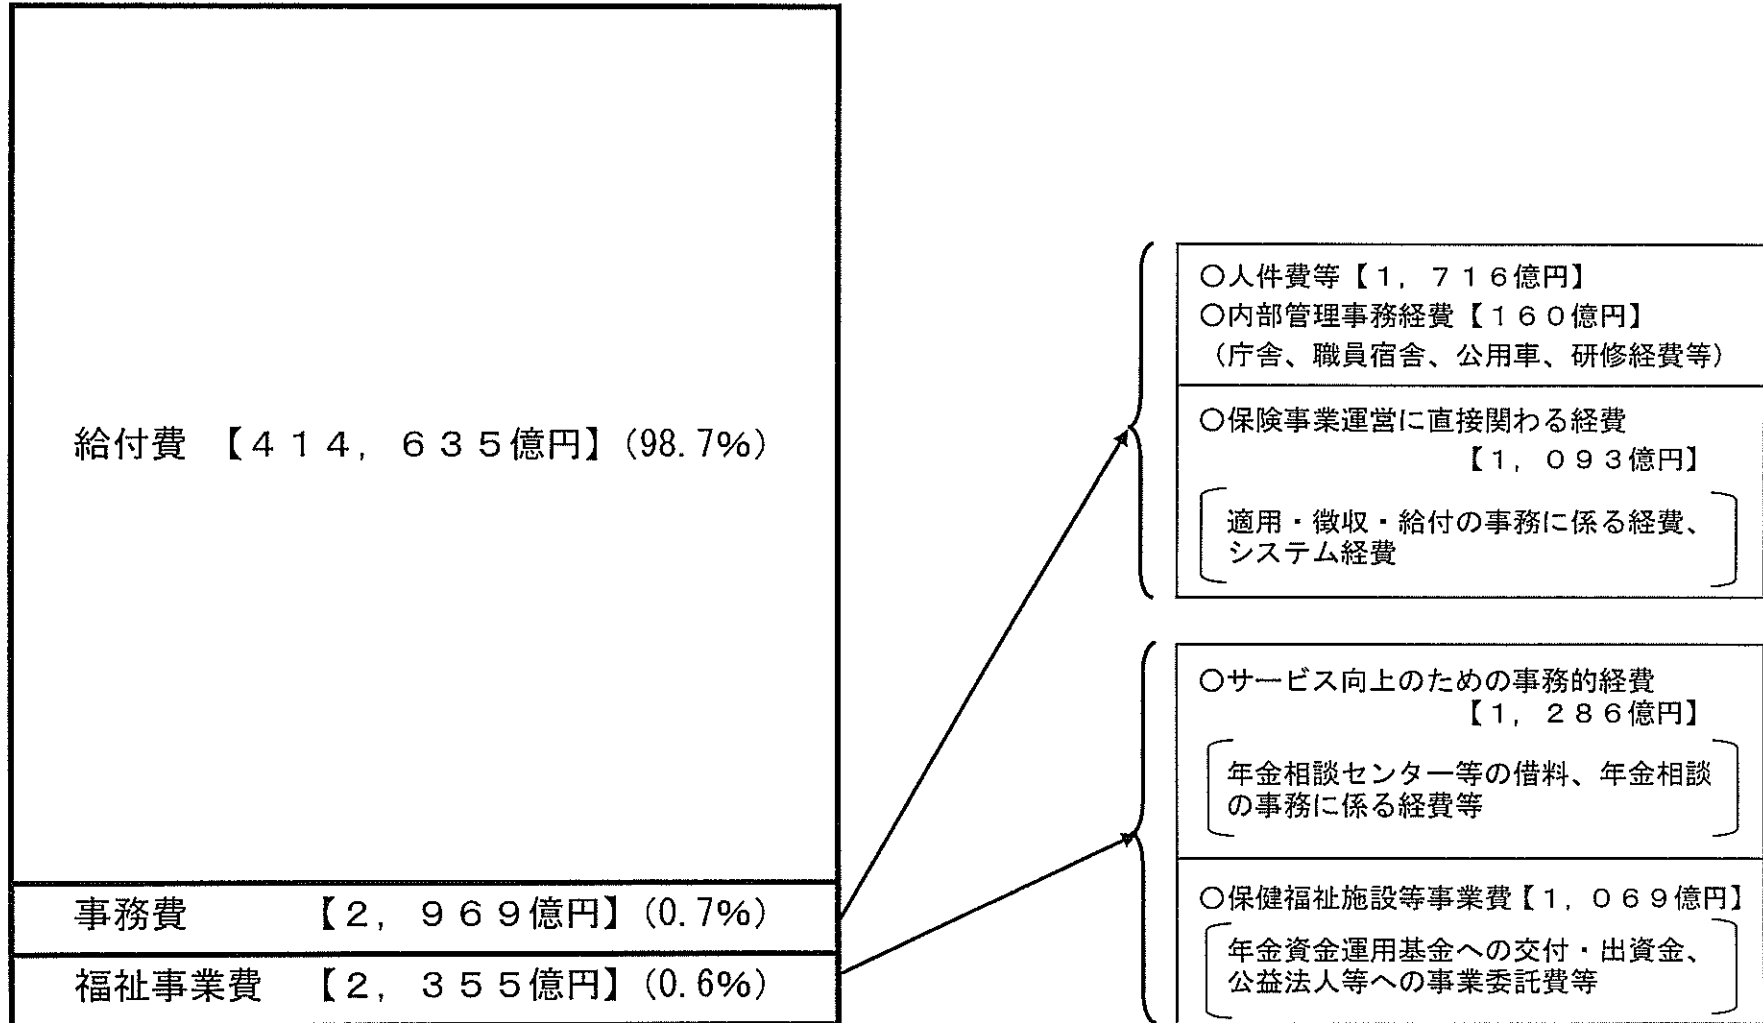 給付費 【414,635億円】(98.7%)
事務費 【2,969億円】(0.7%)
福祉事業費 【2,355億円】(0.6%)
○人件費等【1,716億円】
○内部管理事務経費【160億円】
(庁舎、職員宿舎、公用車、研修経費等)
○保険事業運営に直接関わる経費
【1,093億円】
適用・徴収・給付の事務に係る経費、
システム経費
○サービス向上のための事務的経費
【1,286億円】
年金相談センター等の借料、年金相談
の事務に係る経費等
○保健福祉施設等事業費【1,069億円】
年金資金運用基金への交付・出資金、
公益法人等への事業委託費等